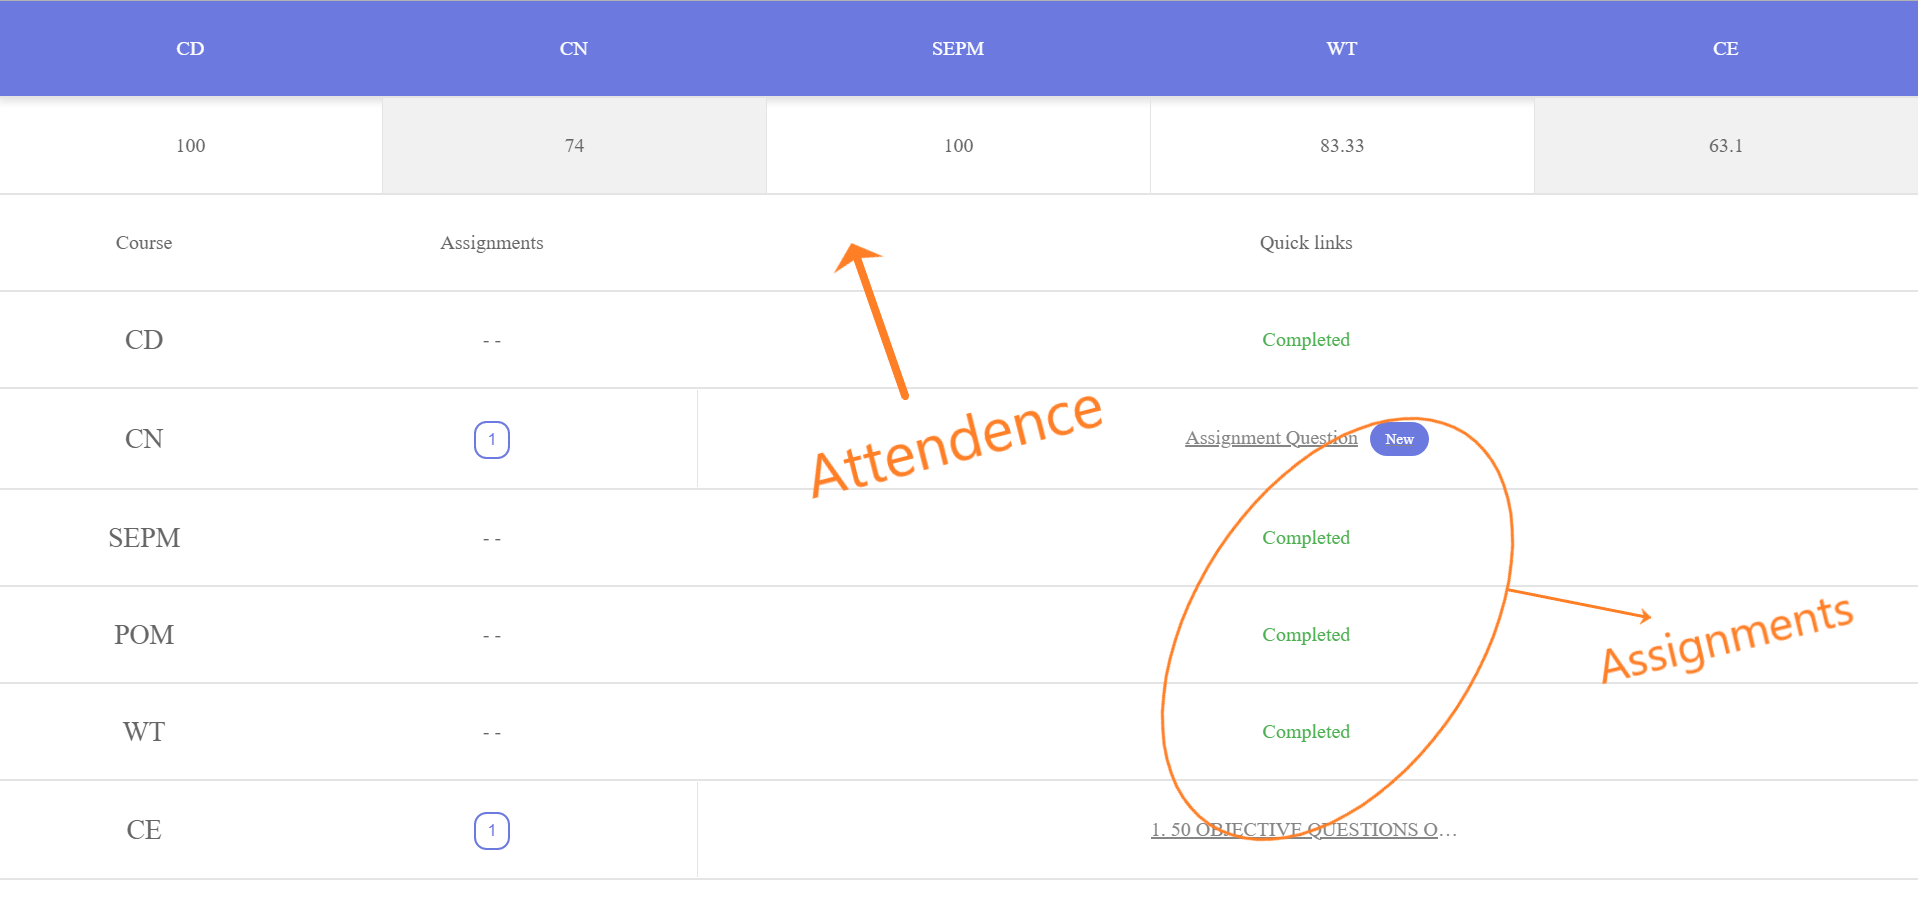 CD CN SEPM WT CE
100 74 100 83.33 63.1
Course Assignments Quick links
CD - - Completed
CN 1 Assignment Question New
Attendence
SEPM - - Completed
POM - - Completed
Assignments
WT - - Completed
CE 1 1. 50 OBJECTIVE QUESTIONS O...